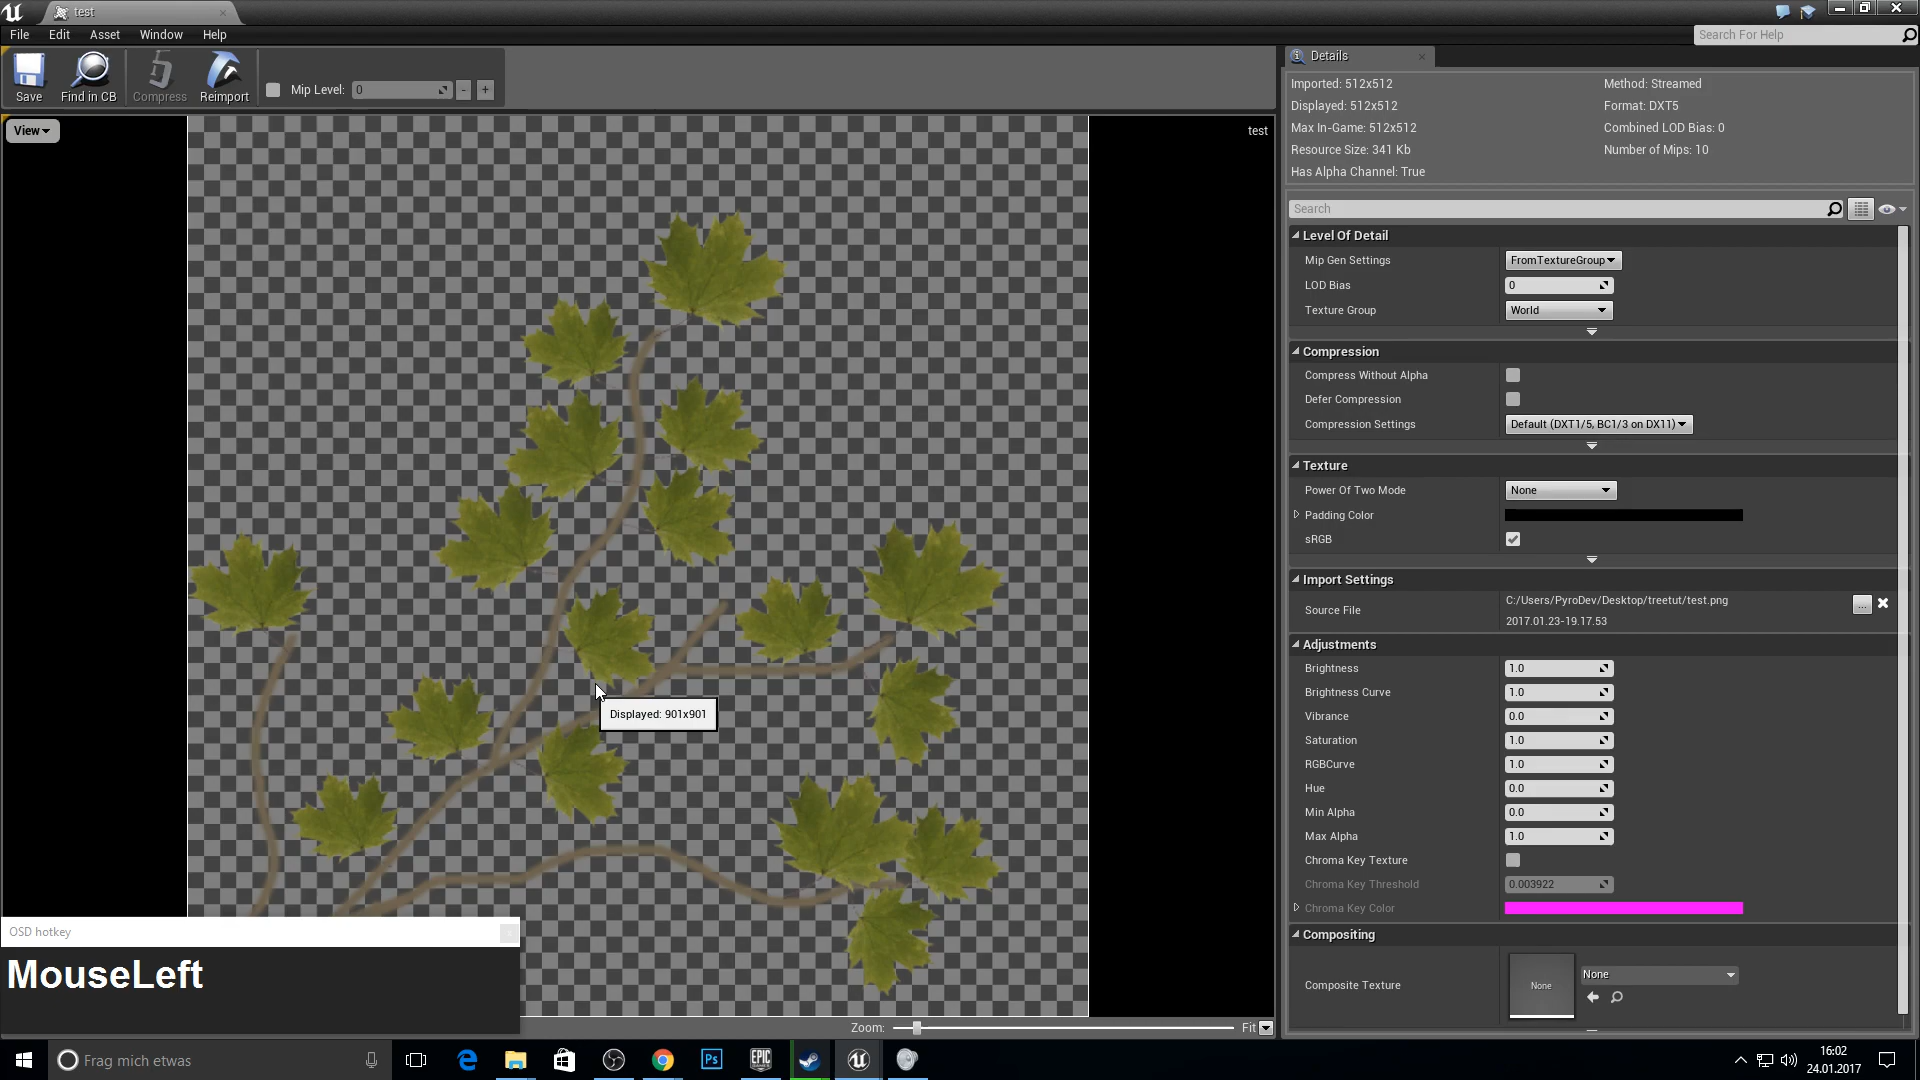 test
File Edit Asset Window Help
Search For Help
Save
Find in CB
Compress
Reimport
Mip Level: 0 - +
View
test
Details
Imported: 512x512 Method: Streamed
Displayed: 512x512 Format: DXT5
Max In-Game: 512x512 Combined LOD Bias: 0
Resource Size: 341 Kb Number of Mips: 10
Has Alpha Channel: True
Search
Level Of Detail
Mip Gen Settings FromTextureGroup
LOD Bias 0
Texture Group World
Compression
Compress Without Alpha
Defer Compression
Compression Settings Default (DXT1/5, BC1/3 on DX11)
Texture
Power Of Two Mode None
Padding Color
sRGB
Import Settings
Source File C:/Users/PyroDev/Desktop/treetut/test.png ...
2017.01.23-19.17.53
Adjustments
Brightness 1.0
Brightness Curve 1.0
Vibrance 0.0
Saturation 1.0
RGBCurve 1.0
Hue 0.0
Min Alpha 0.0
Max Alpha 1.0
Chroma Key Texture
Chroma Key Threshold 0.003922
Chroma Key Color
Compositing
Composite Texture None None
Displayed: 901x901
OSD hotkey
MouseLeft
Zoom: Fit
Frag mich etwas
Ps
EPIC GAMES
16:02
24.01.2017